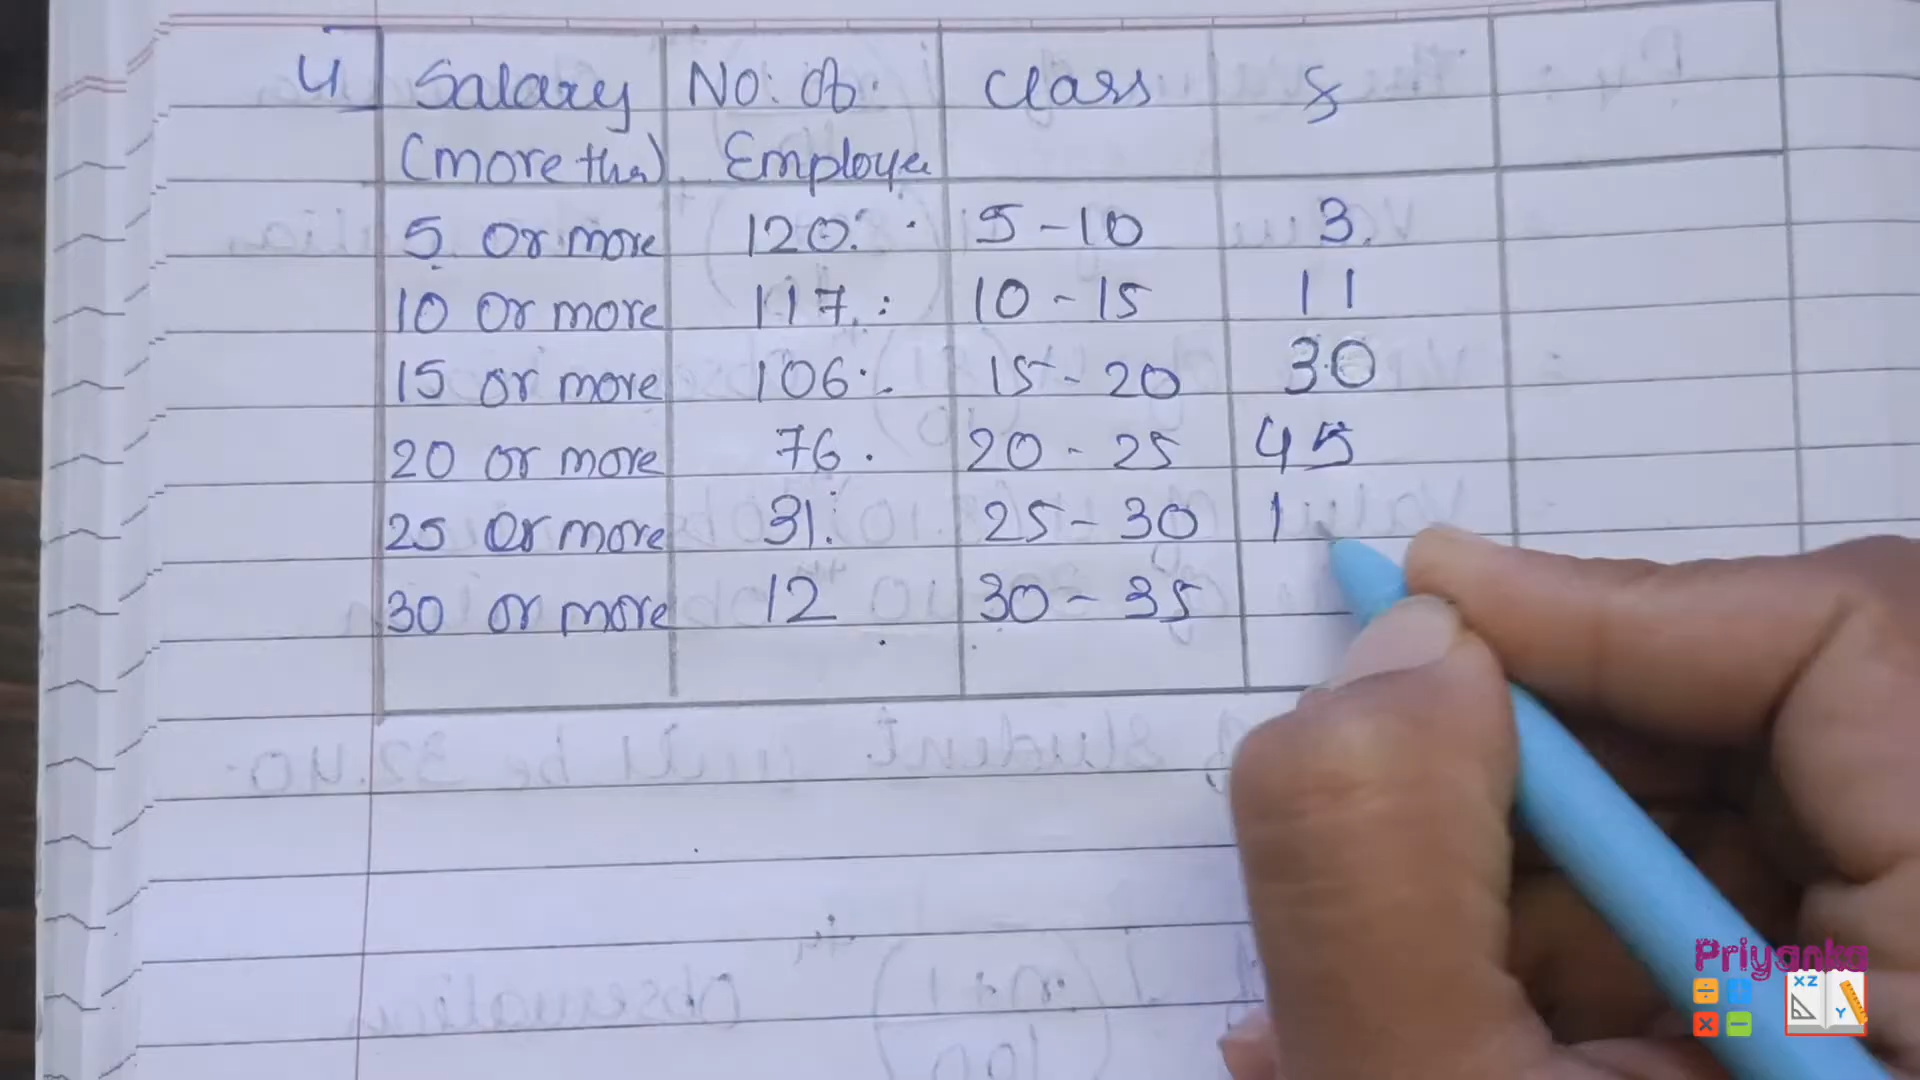 4 Salary No: of Class f
(more than) Employee
5 or more 120 5-10 3
10 or more 117 10-15 11
15 or more 106 15-20 30
20 or more 76 20-25 45
25 or more 31 25-30 1
30 or more 12 30-35
Priyanka
XZ
Y